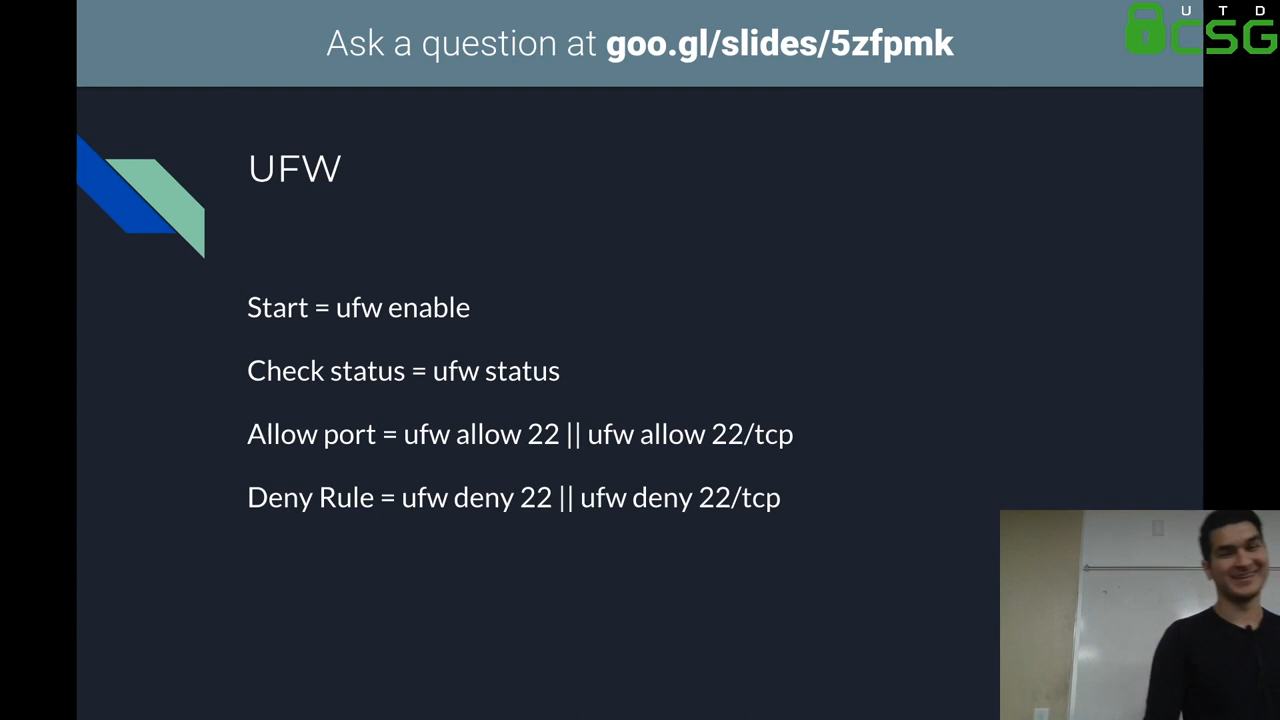 Ask a question at goo.gl/slides/5zfpmk
UTD
CSG
UFW
Start = ufw enable
Check status = ufw status
Allow port = ufw allow 22 || ufw allow 22/tcp
Deny Rule = ufw deny 22 || ufw deny 22/tcp